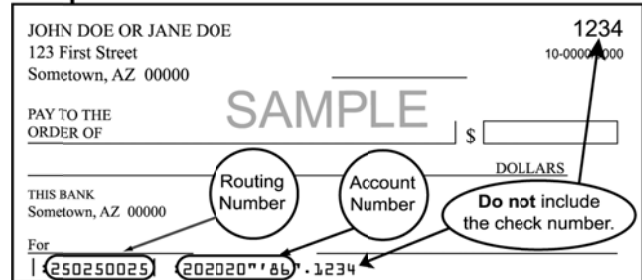 JOHN DOE OR JANE DOE
1234
123 First Street
10-0000/0000
Sometown, AZ 00000
SAMPLE
PAY TO THE
ORDER OF
$
DOLLARS
THIS BANK
Sometown, AZ 00000
Routing
Number
Account
Number
Do not include
the check number.
For
|:250250025| :202020"'86".1234